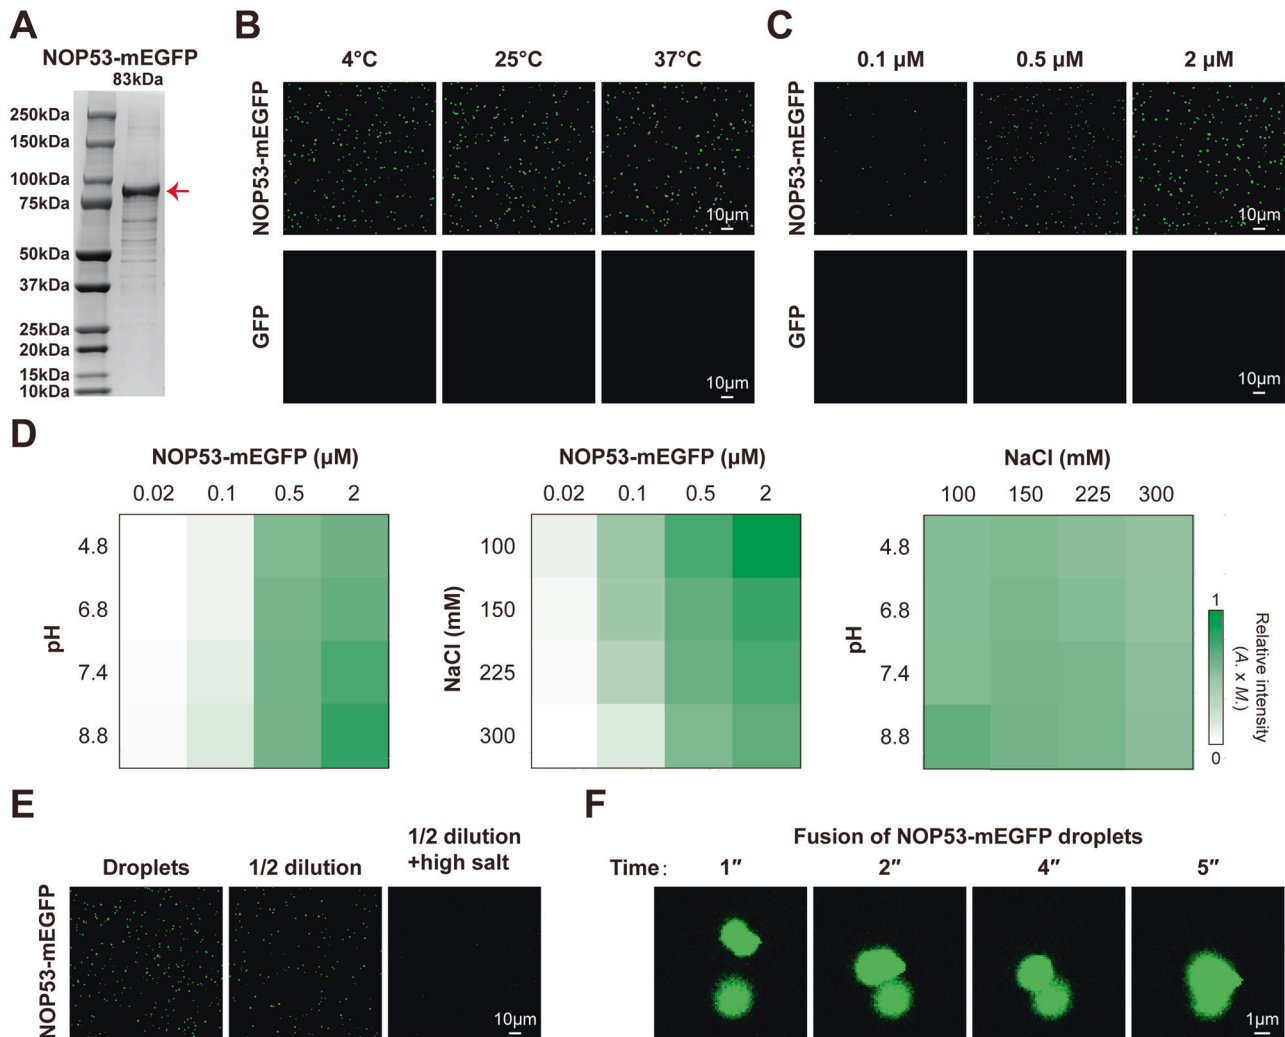 A
NOP53-mEGFP
83kDa
250kDa
150kDa
100kDa
75kDa
50kDa
37kDa
25kDa
20kDa
15kDa
10kDa
B
4°C 25°C 37°C
NOP53-mEGFP
10μm
GFP
10μm
C
0.1 μM 0.5 μM 2 μM
NOP53-mEGFP
10μm
GFP
10μm
D
NOP53-mEGFP (μM)
0.02 0.1 0.5 2
pH
4.8
6.8
7.4
8.8
NOP53-mEGFP (μM)
0.02 0.1 0.5 2
NaCl (mM)
100
150
225
300
NaCl (mM)
100 150 225 300
pH
4.8
6.8
7.4
8.8
1
0
Relative intensity
(A. x M.)
E
Droplets 1/2 dilution 1/2 dilution
+high salt
NOP53-mEGFP
10μm
F
Fusion of NOP53-mEGFP droplets
Time: 1″ 2″ 4″ 5″
1μm